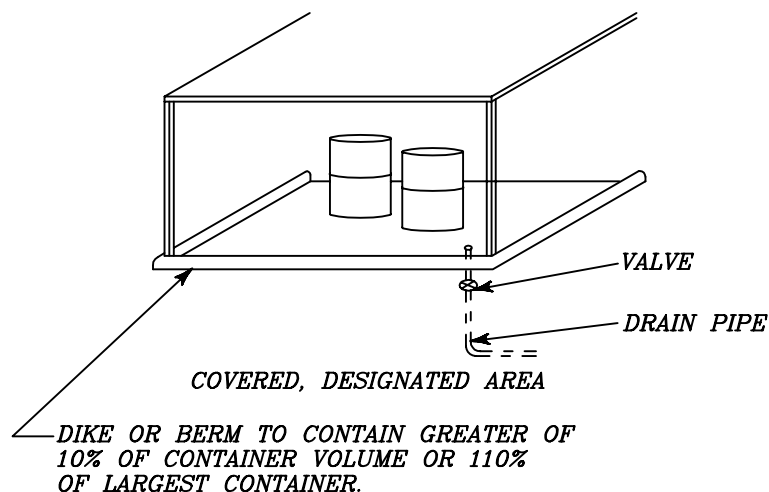 VALVE
DRAIN PIPE
COVERED, DESIGNATED AREA
DIKE OR BERM TO CONTAIN GREATER OF
10% OF CONTAINER VOLUME OR 110%
OF LARGEST CONTAINER.